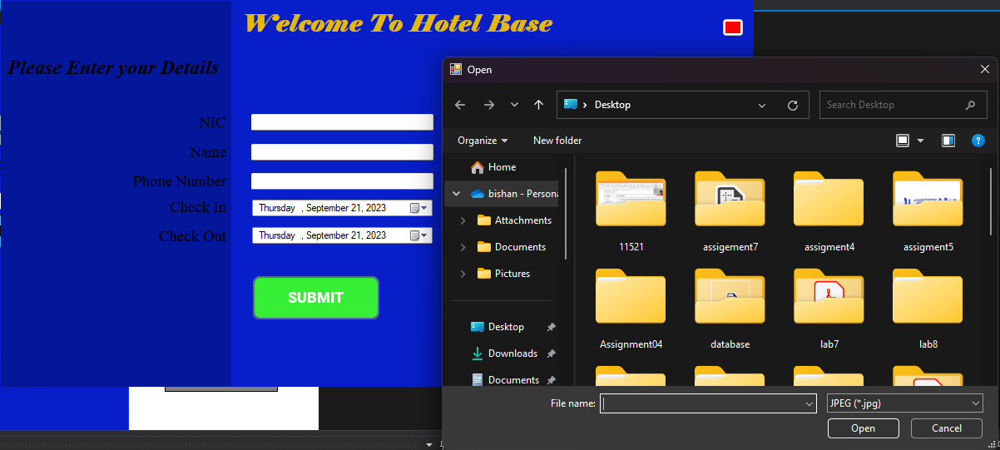 Welcome To Hotel Base
Please Enter your Details
NIC
Name
Phone Number
Check In
Thursday , September 21, 2023
Check Out
Thursday , September 21, 2023
SUBMIT
Open
Desktop
Search Desktop
Organize
New folder
Home
bishan - Persona
Attachments
Documents
Pictures
Desktop
Downloads
Documents
11521
assigement7
assigment4
assigment5
Assignment04
database
lab7
lab8
File name:
JPEG (*.jpg)
Open
Cancel